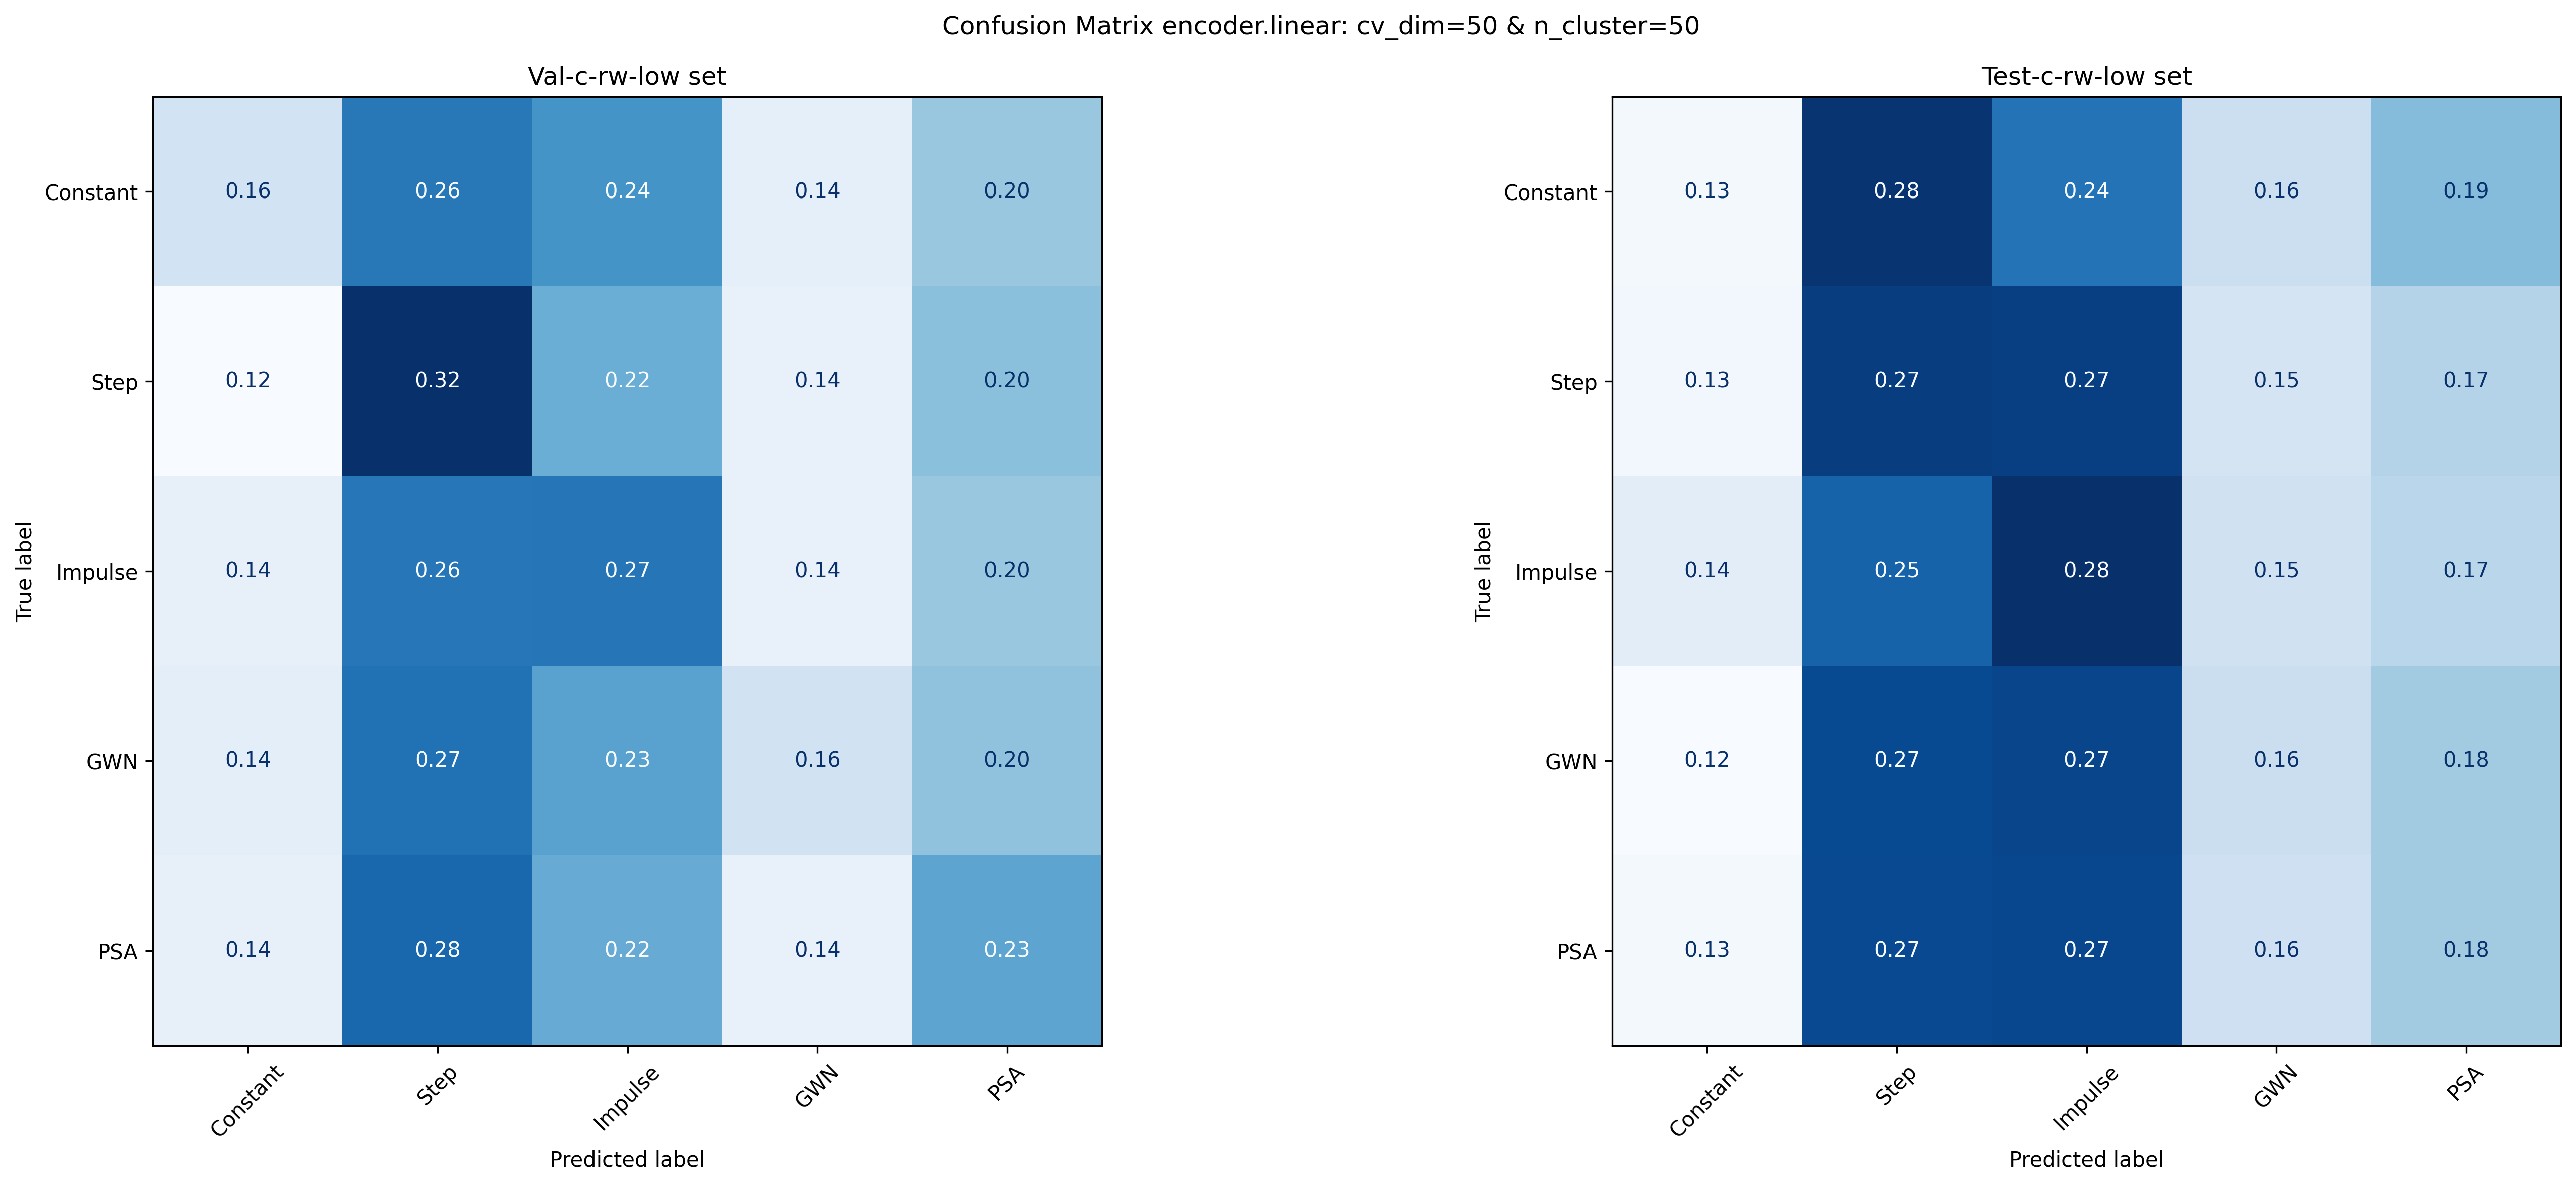 Confusion Matrix encoder.linear: cv_dim=50 & n_cluster=50
Val-c-rw-low set
True label
Constant 0.16 0.26 0.24 0.14 0.20
Step 0.12 0.32 0.22 0.14 0.20
Impulse 0.14 0.26 0.27 0.14 0.20
GWN 0.14 0.27 0.23 0.16 0.20
PSA 0.14 0.28 0.22 0.14 0.23
Constant Step Impulse GWN PSA
Predicted label
Test-c-rw-low set
True label
Constant 0.13 0.28 0.24 0.16 0.19
Step 0.13 0.27 0.27 0.15 0.17
Impulse 0.14 0.25 0.28 0.15 0.17
GWN 0.12 0.27 0.27 0.16 0.18
PSA 0.13 0.27 0.27 0.16 0.18
Constant Step Impulse GWN PSA
Predicted label